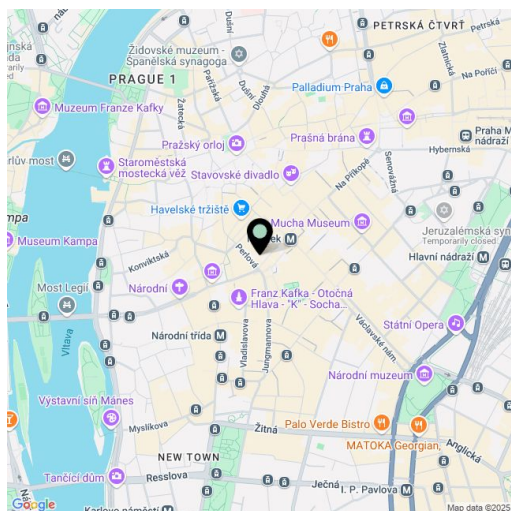 PETRSKÁ ČTVRŤ
Petrská
Zlatnická
Na Poříčí
Dušní
Židovské muzeum -
Španělská synagoga
PRAGUE 1
Pařížská
Dušní
Dlouhá
Palladium Praha
Muzeum Franze Kafky
Žatecká
Prašná brána
Praha M
nádraží
Hybernská
Pražský orloj
Senovážná
Staroměstská
mostecká věž
Stavovské divadlo
Na Příkopě
Havelské tržiště
Mucha Museum
Jeruzalémská syn
Temporarily closed
Museum Kampa
Konviktská
Perlová
Hlavní nádraží
Národní
Most Legií
Franz Kafka - Otočná
Hlava - "K" - Socha...
Vltava
Národní třída
Vladislavova
Jungmannova
Václavské nám.
Státní Opera
Národní muzeum
Výstavní síň Mánes
Myslíkova
Žitná
Palo Verde Bistro
MATOKA Georgian,
Anglická
Tančící dům
NEW TOWN
Resslova
Ječná
I. P. Pavlova
Karlovo náměstí
Google
Map data ©2025